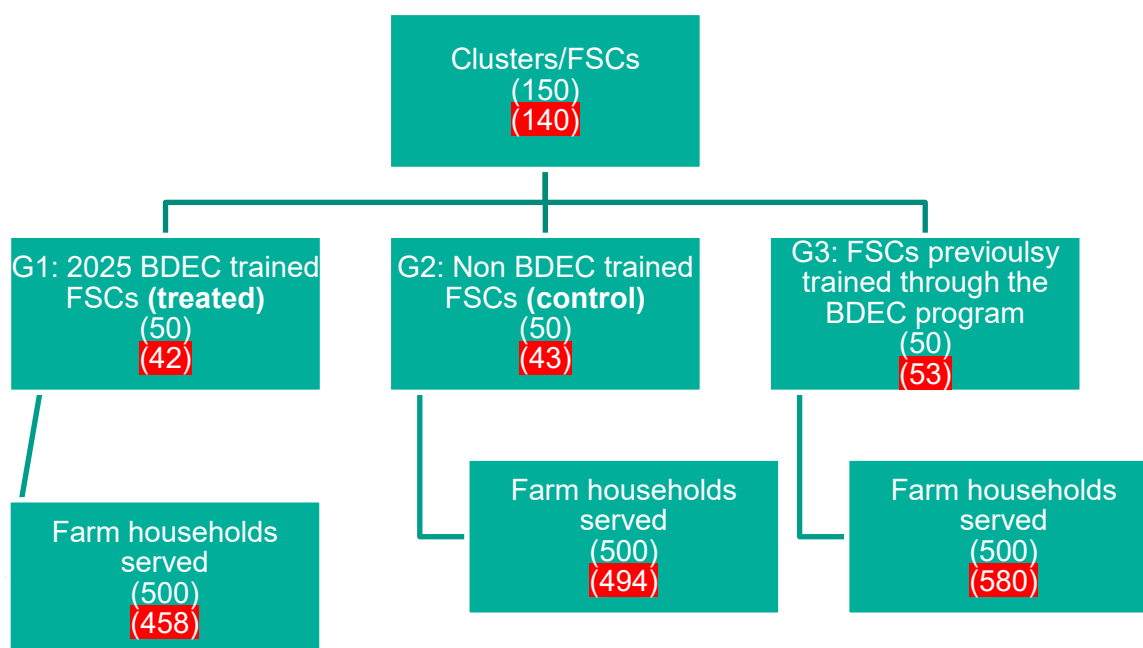 Clusters/FSCs
(150)
(140)
G1: 2025 BDEC trained
FSCs (treated)
(50)
(42)
G2: Non BDEC trained
FSCs (control)
(50)
(43)
G3: FSCs previoulsy
trained through the
BDEC program
(50)
(53)
Farm households
served
(500)
(458)
Farm households
served
(500)
(494)
Farm households
served
(500)
(580)